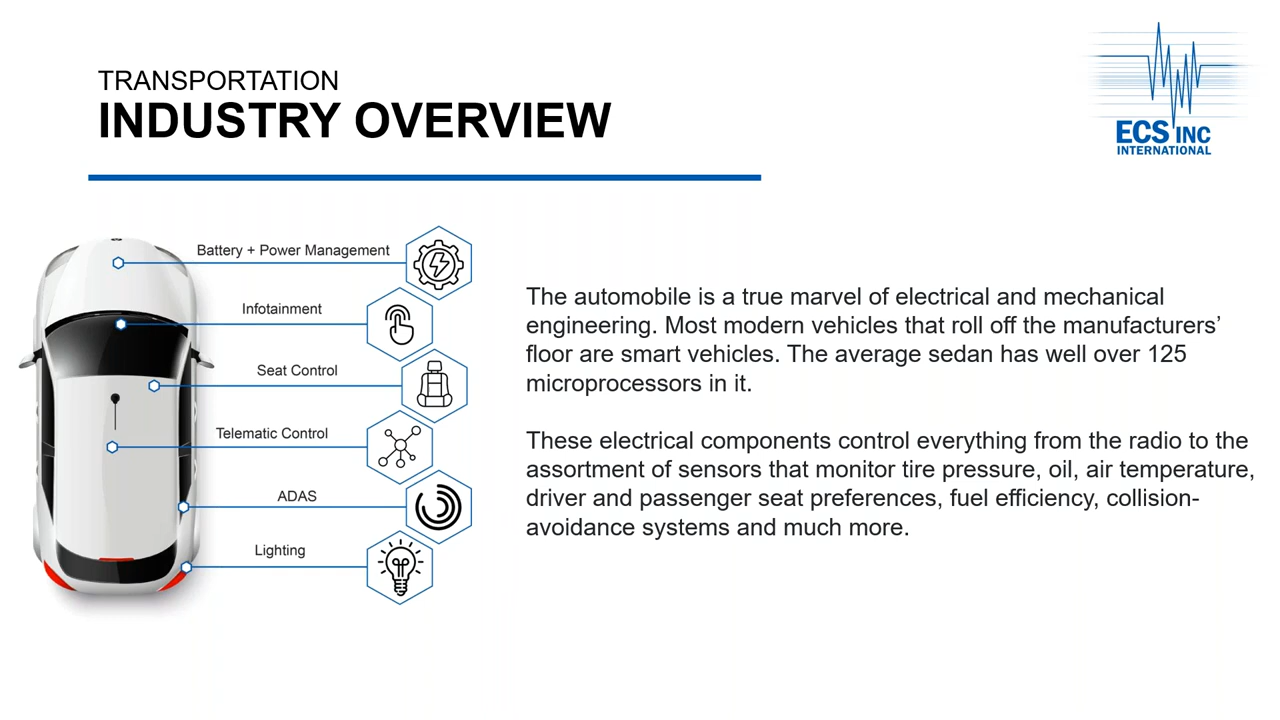 TRANSPORTATION
INDUSTRY OVERVIEW
ECS INC
INTERNATIONAL
Battery + Power Management
Infotainment
Seat Control
Telematic Control
ADAS
Lighting
The automobile is a true marvel of electrical and mechanical
engineering. Most modern vehicles that roll off the manufacturers’
floor are smart vehicles. The average sedan has well over 125
microprocessors in it.
These electrical components control everything from the radio to the
assortment of sensors that monitor tire pressure, oil, air temperature,
driver and passenger seat preferences, fuel efficiency, collision-
avoidance systems and much more.